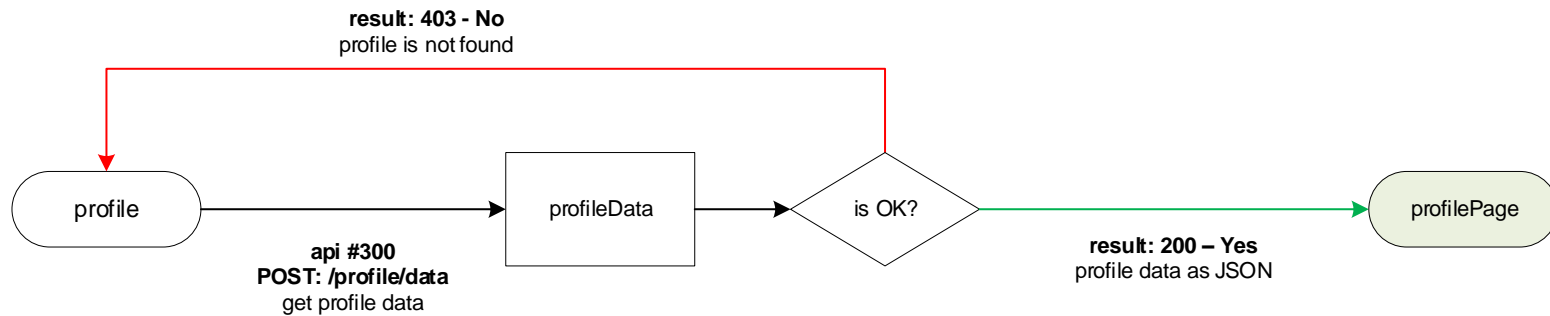 result: 403 - No
profile is not found
profile
profileData
is OK?
profilePage
api #300
POST: /profile/data
get profile data
result: 200 – Yes
profile data as JSON